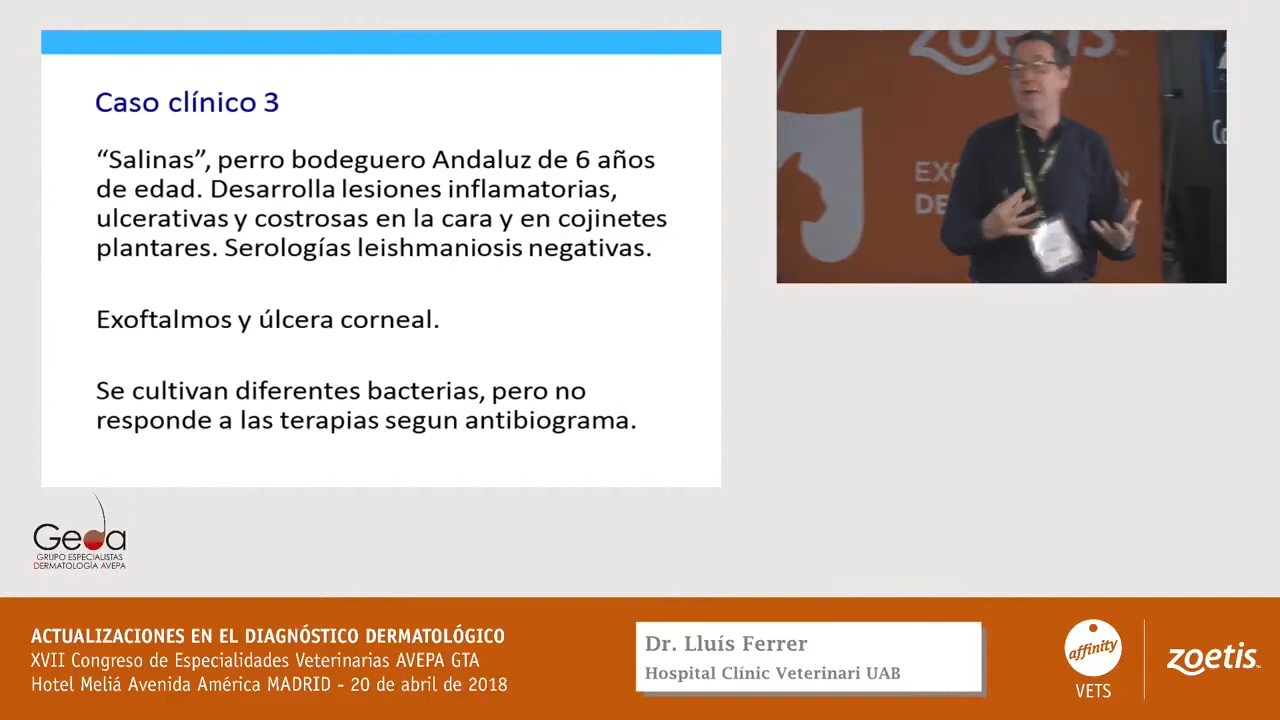 Caso clínico 3
“Salinas”, perro bodeguero Andaluz de 6 años
de edad. Desarrolla lesiones inflamatorias,
ulcerativas y costrosas en la cara y en cojinetes
plantares. Serologías leishmaniosis negativas.
Exoftalmos y úlcera corneal.
Se cultivan diferentes bacterias, pero no
responde a las terapias segun antibiograma.
zoetis
Geda
GRUPO ESPECIALISTAS
DERMATOLOGÍA AVEPA
ACTUALIZACIONES EN EL DIAGNÓSTICO DERMATOLÓGICO
XVII Congreso de Especialidades Veterinarias AVEPA GTA
Hotel Meliá Avenida América MADRID - 20 de abril de 2018
Dr. Lluís Ferrer
Hospital Clínic Veterinari UAB
affinity
VETS
zoetis